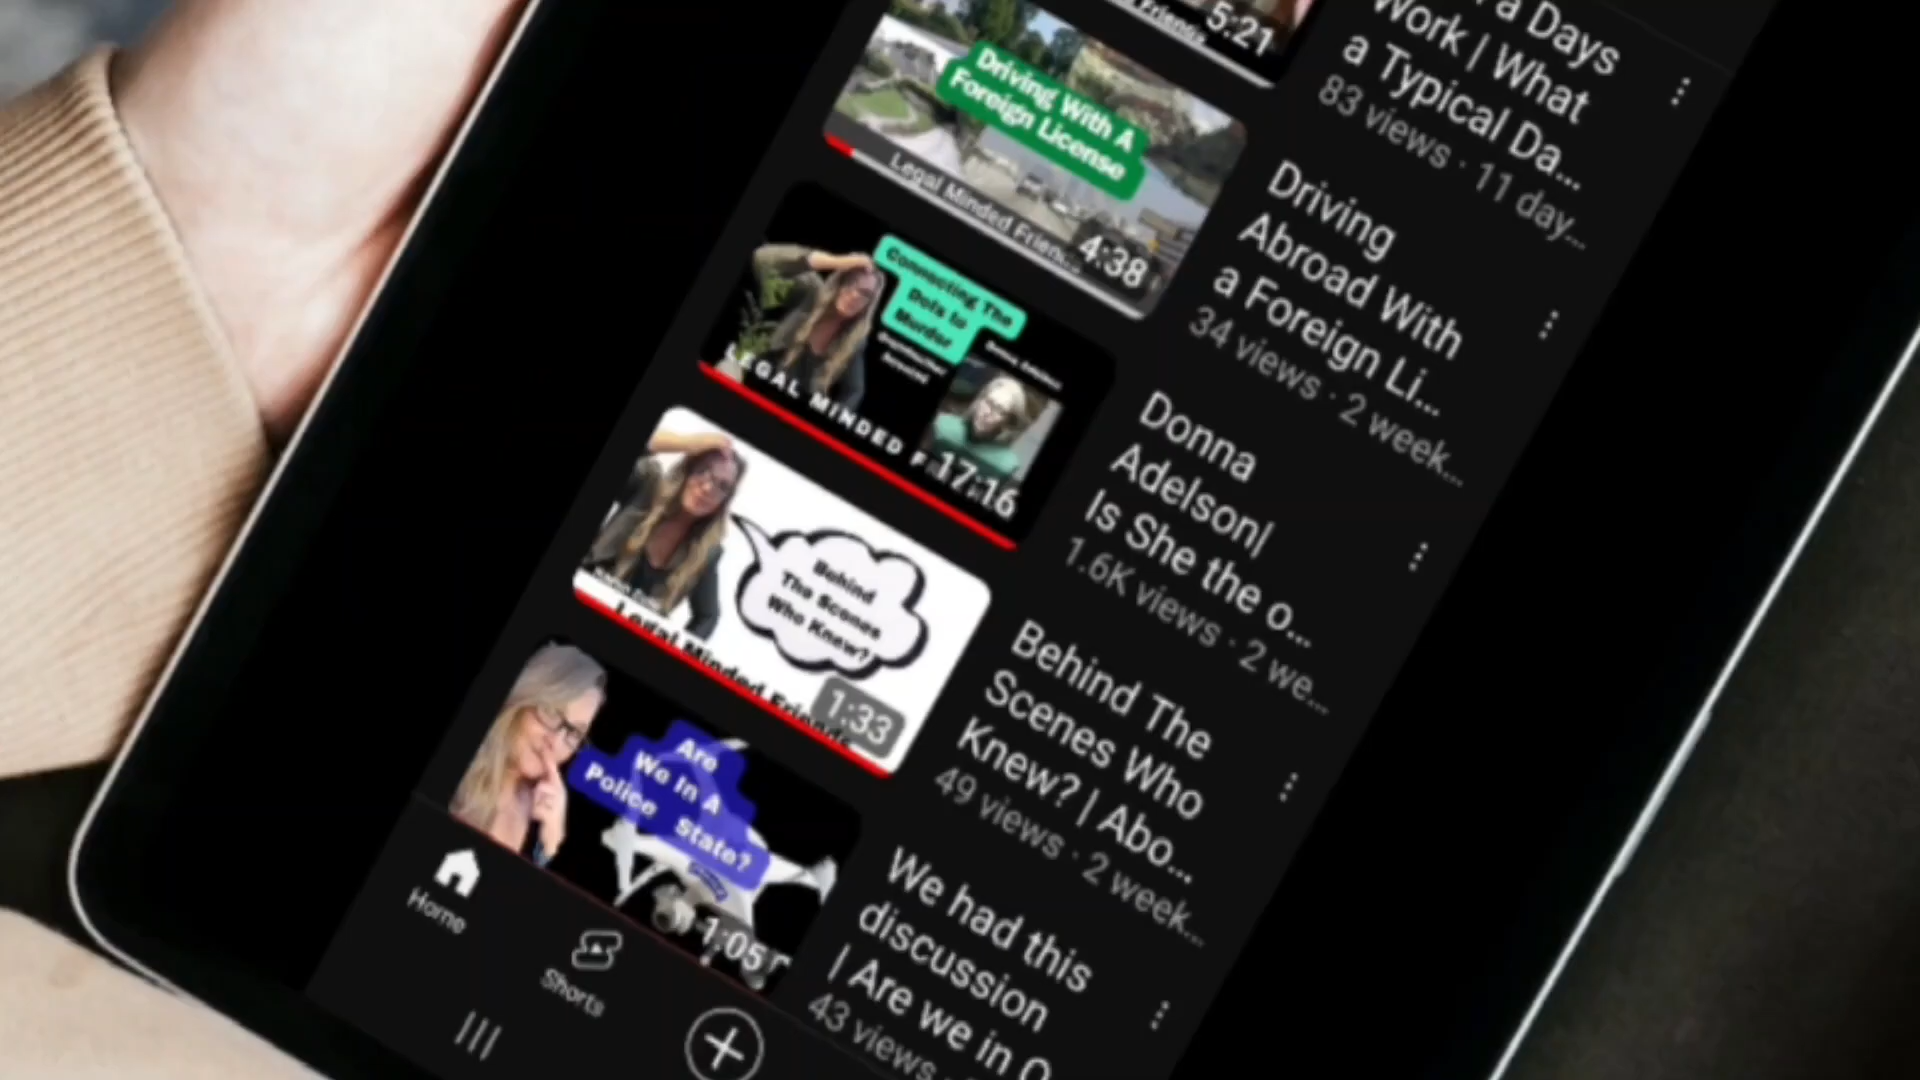 5:21
a Days
Work | What
a Typical Da...
83 views · 11 day...
Driving With A
Foreign License
Legal Minded Friends
4:38
Driving
Abroad With
a Foreign Li...
34 views · 2 week...
Connecting The
Dots to
Murder
LEGAL MINDED F
17:16
Donna
Adelson|
Is She the o...
1.6K views · 2 we...
Behind
The Scenes
Who Knew?
Legal Minded Friends
1:33
Behind The
Scenes Who
Knew? | Abo...
49 views · 2 week...
Are
We In A
Police State?
1:05
We had this
discussion
| Are we in O
43 views
Home
Shorts